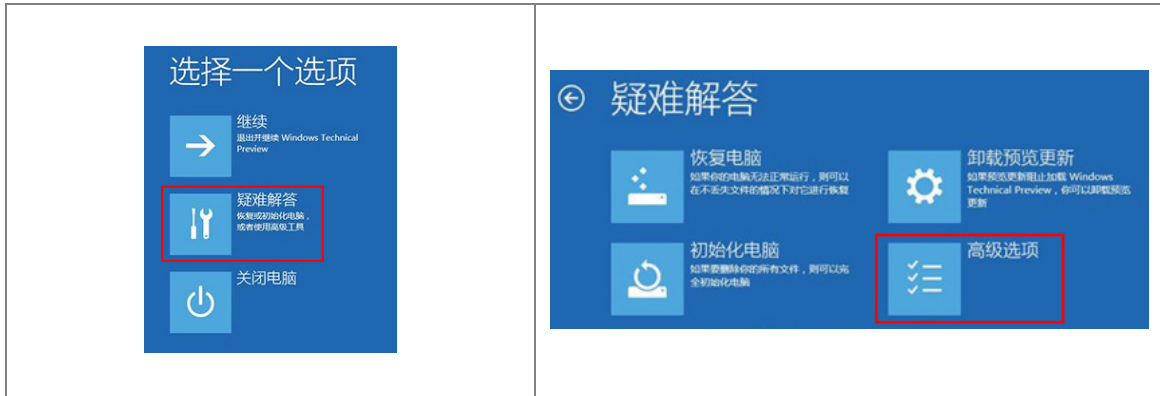 选择一个选项
继续
退出并继续 Windows Technical
Preview
疑难解答
恢复或初始化电脑，
或者使用高级工具
关闭电脑
疑难解答
恢复电脑
如果你的电脑无法正常运行，则可以
在不丢失文件的情况下对它进行恢复
卸载预览更新
如果预览更新阻止加载 Windows
Technical Preview，你可以卸载预览
更新
初始化电脑
如果要删除你的所有文件，则可以完
全初始化电脑
高级选项